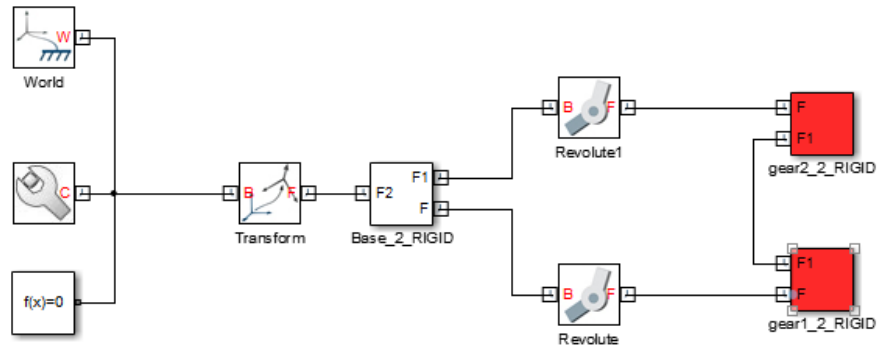 W
World
C
f(x)=0
B F
Transform
F2 F1
F
Base_2_RIGID
B F
Revolute1
B F
Revolute
F
F1
gear2_2_RIGID
F1
F
gear1_2_RIGID